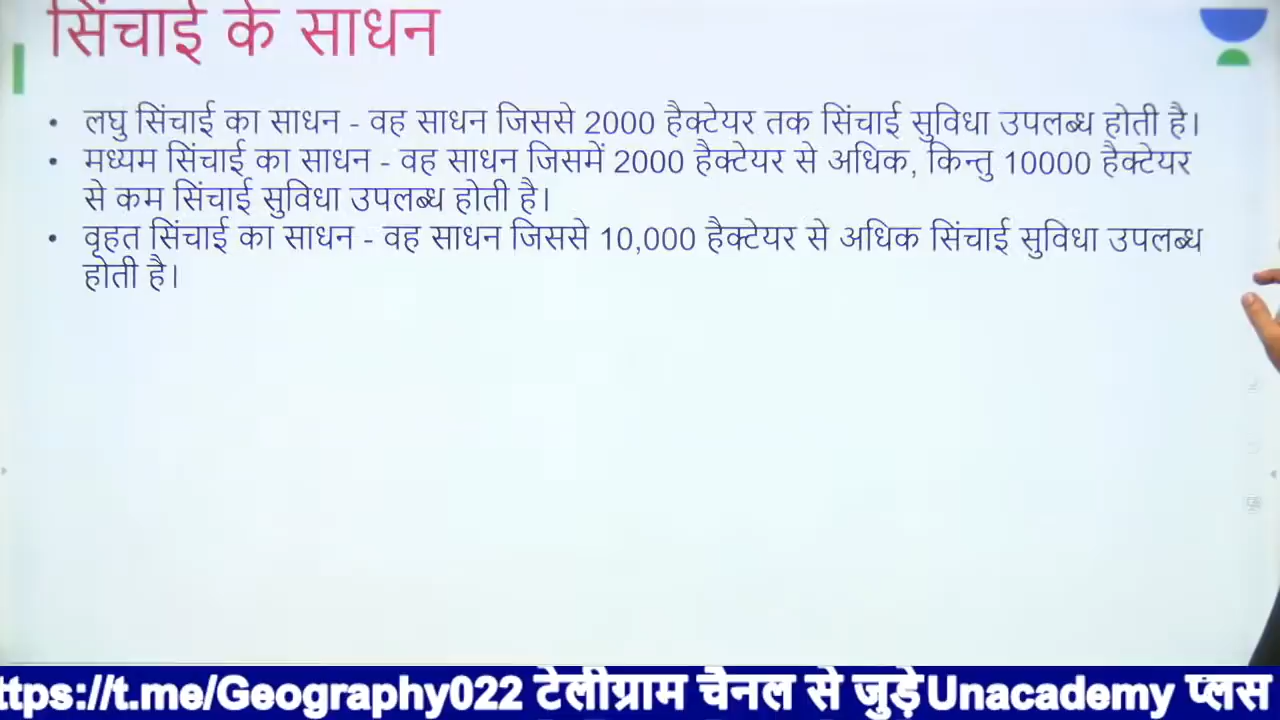 सिंचाई के साधन
• लघु सिंचाई का साधन - वह साधन जिससे 2000 हैक्टेयर तक सिंचाई सुविधा उपलब्ध होती है।
• मध्यम सिंचाई का साधन - वह साधन जिसमें 2000 हैक्टेयर से अधिक, किन्तु 10000 हैक्टेयर
से कम सिंचाई सुविधा उपलब्ध होती है।
• वृहत सिंचाई का साधन - वह साधन जिससे 10,000 हैक्टेयर से अधिक सिंचाई सुविधा उपलब्ध
होती है।
ttps://t.me/Geography022 टेलीग्राम चैनल से जुड़े Unacademy प्लस